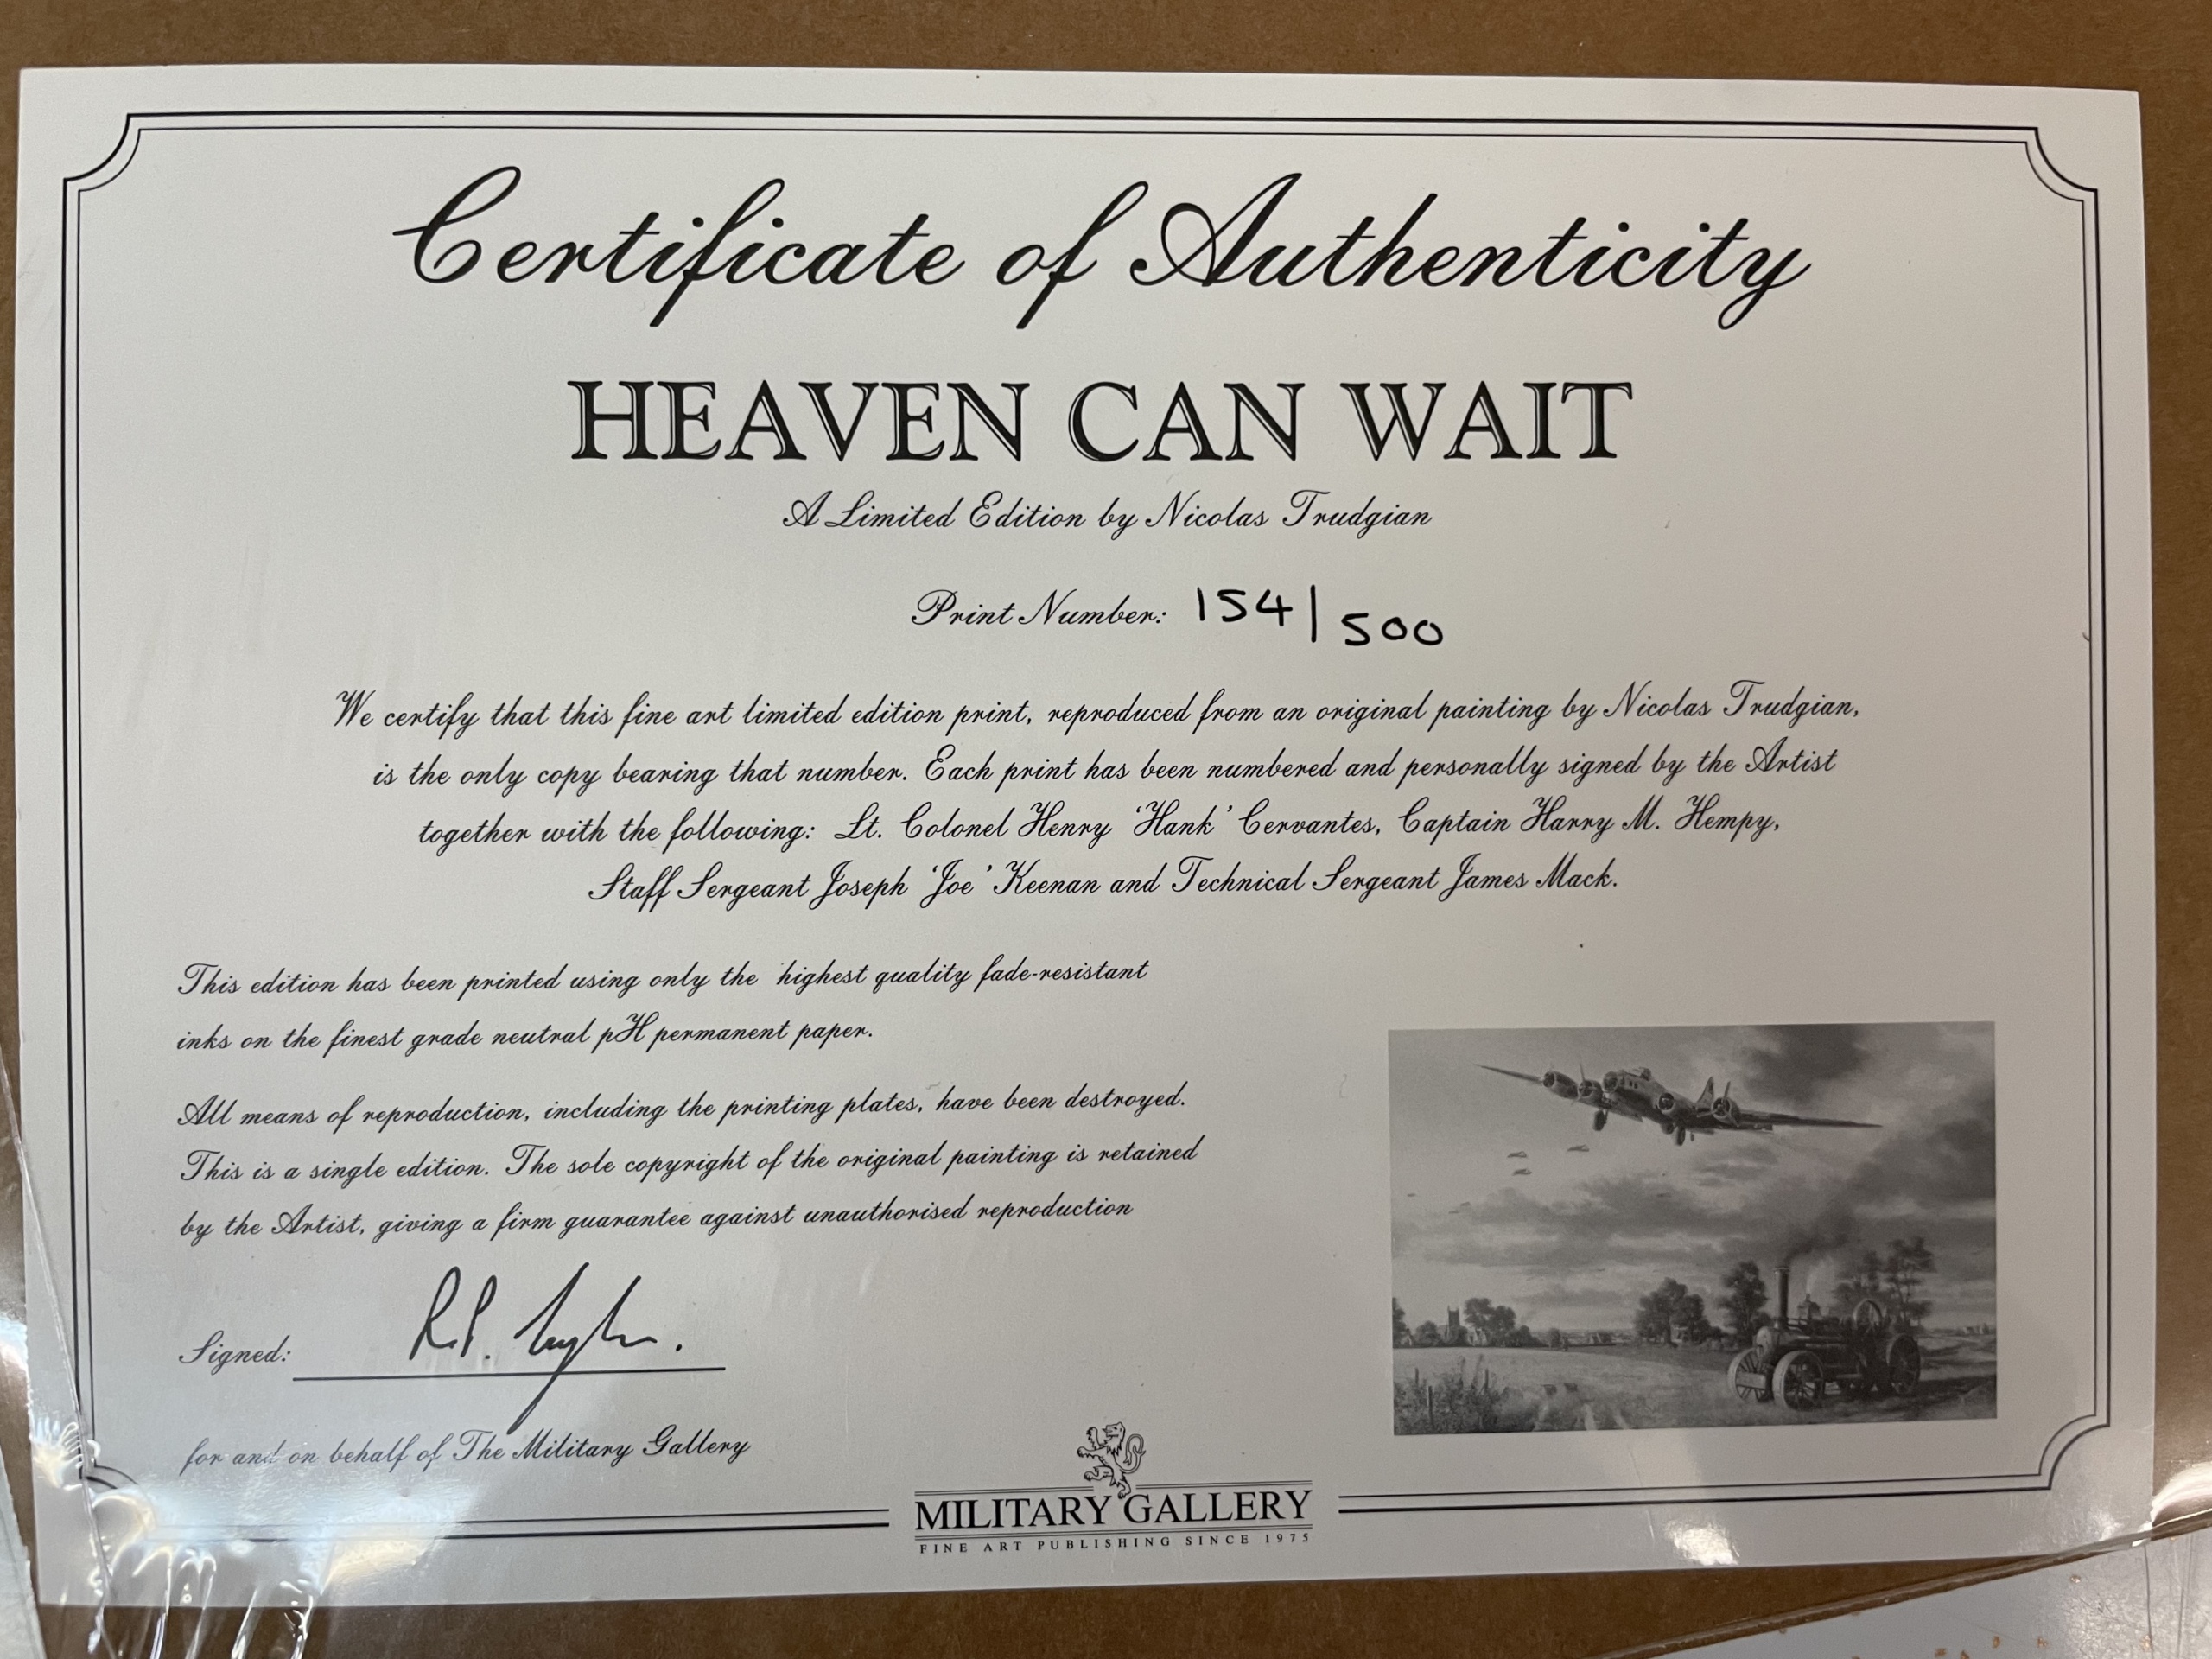 Certificate of Authenticity
HEAVEN CAN WAIT
A Limited Edition by Nicolas Trudgian
Print Number: 154/500
We certify that this fine art limited edition print, reproduced from an original painting by Nicolas Trudgian,
is the only copy bearing that number. Each print has been numbered and personally signed by the Artist
together with the following: Lt. Colonel Henry 'Hank' Cervantes, Captain Harry M. Hempy,
Staff Sergeant Joseph 'Joe' Keenan and Technical Sergeant James Mack.
This edition has been printed using only the highest quality fade-resistant
inks on the finest grade neutral pH permanent paper.
All means of reproduction, including the printing plates, have been destroyed.
This is a single edition. The sole copyright of the original painting is retained
by the Artist, giving a firm guarantee against unauthorised reproduction
Signed:
for and on behalf of The Military Gallery
MILITARY GALLERY
FINE ART PUBLISHING SINCE 1975